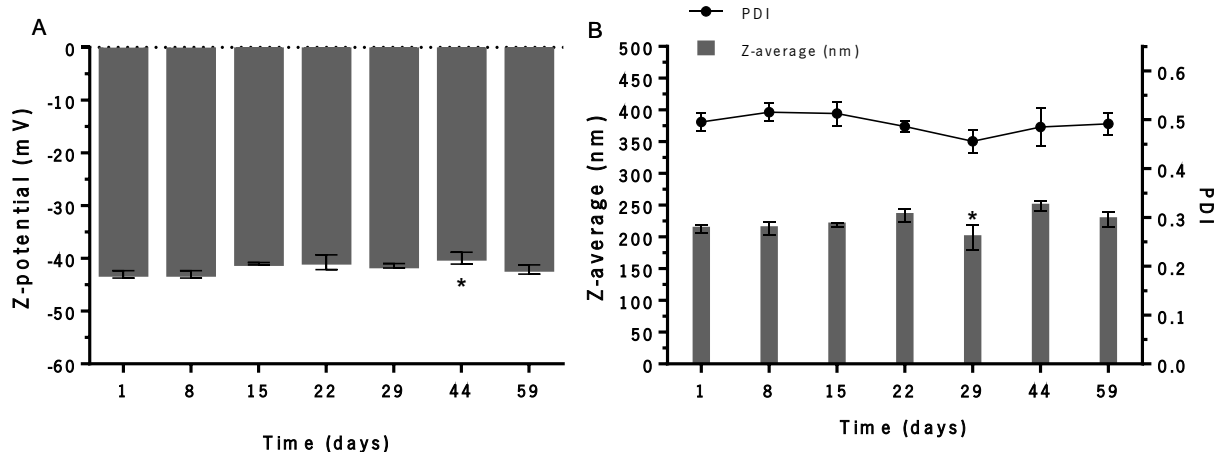 A
Z-potential (mV)
0
-10
-20
-30
-40
-50
-60
*
1 8 15 22 29 44 59
Time (days)
B
PDI
Z-average (nm)
Z-average (nm)
500
450
400
350
300
250
200
150
100
50
0
*
0.6
0.5
0.4
0.3
0.2
0.1
0.0
PDI
1 8 15 22 29 44 59
Time (days)